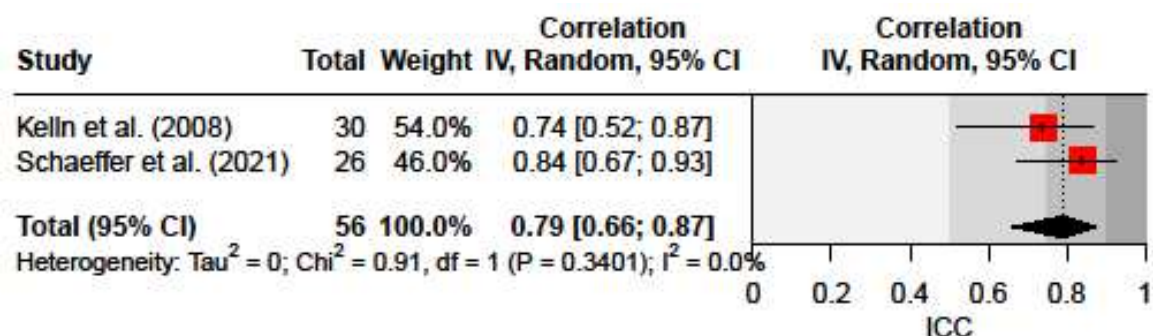 Correlation Correlation
Study Total Weight IV, Random, 95% CI IV, Random, 95% CI
Kelln et al. (2008) 30 54.0% 0.74 [0.52; 0.87]
Schaeffer et al. (2021) 26 46.0% 0.84 [0.67; 0.93]
Total (95% CI) 56 100.0% 0.79 [0.66; 0.87]
Heterogeneity: Tau² = 0; Chi² = 0.91, df = 1 (P = 0.3401); I² = 0.0%
0 0.2 0.4 0.6 0.8 1
ICC